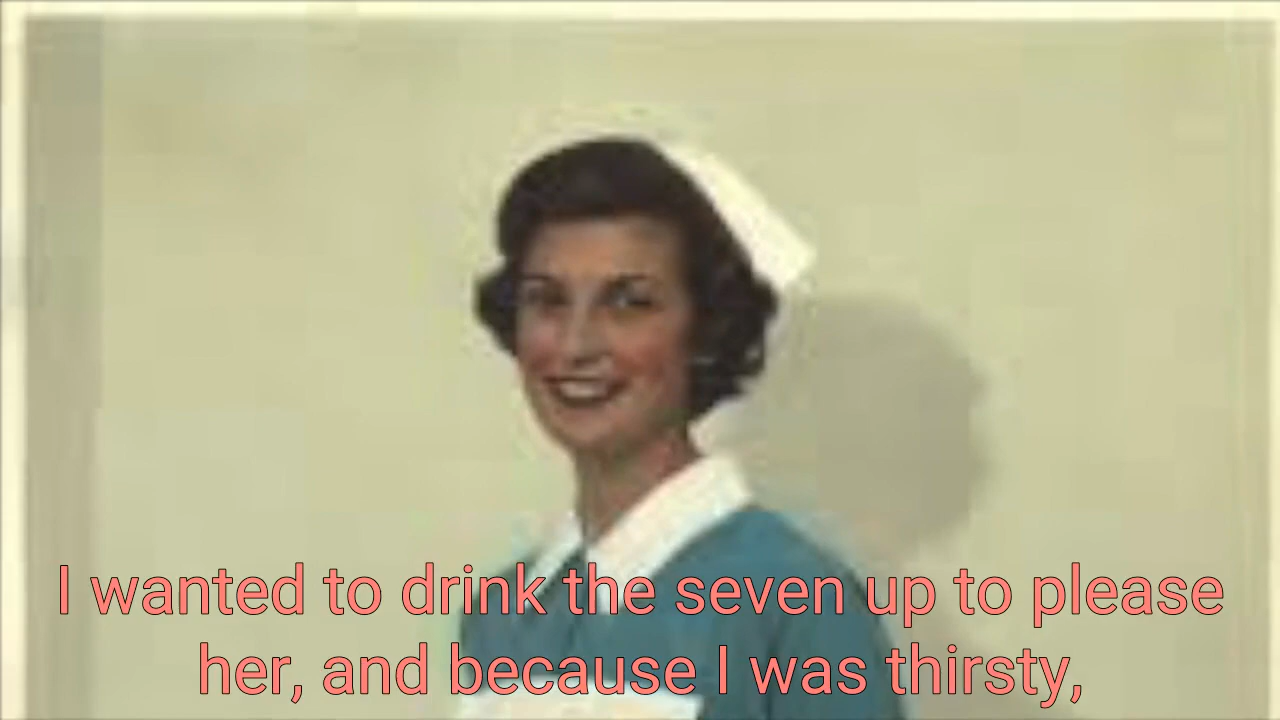 I wanted to drink the seven up to please
her, and because I was thirsty,